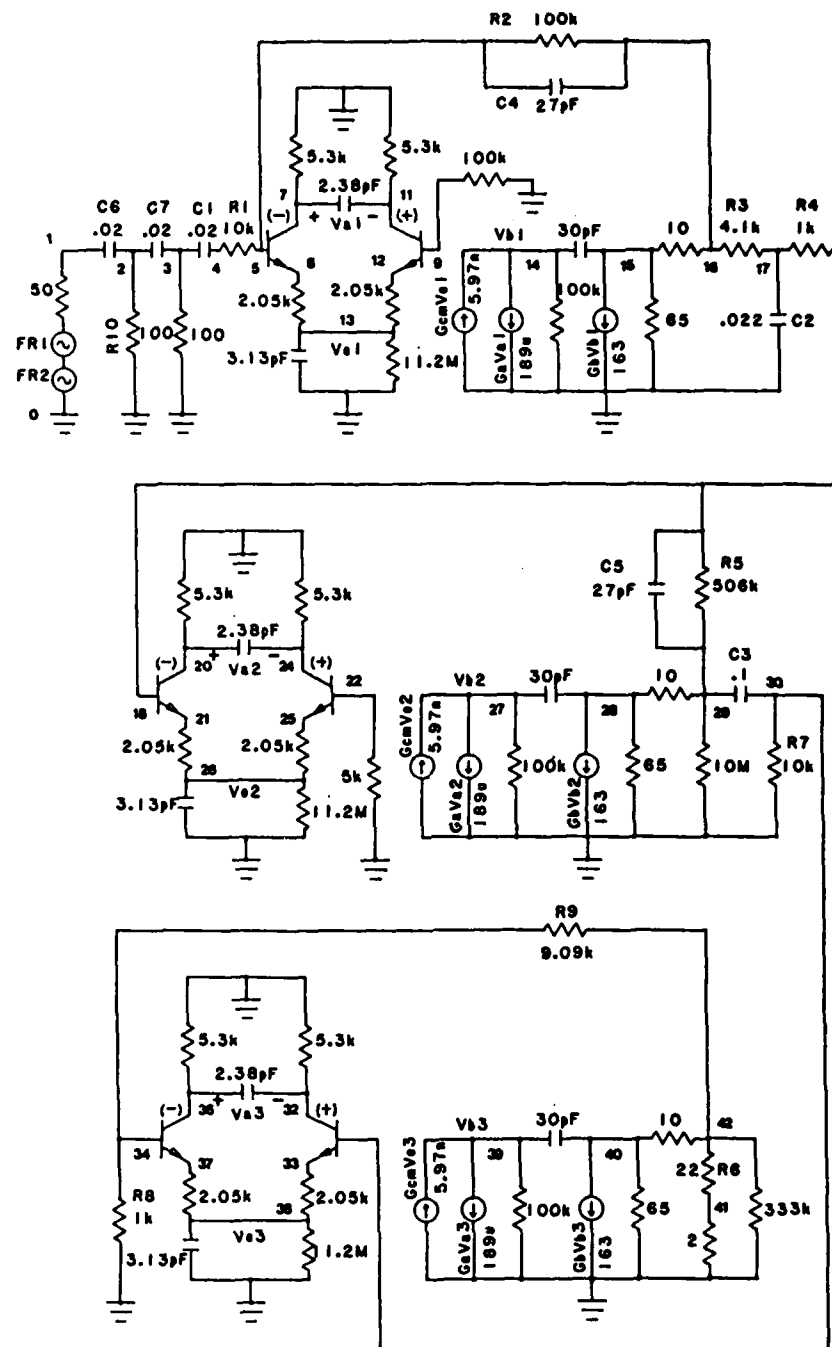 R2
100k
C4 27pF
5.3k
5.3k
2.38pF
7
11
(-)
(+)
+ Va1 -
100k
C6
.02
C7
.02
C1
.02
R1
10k
1
2
3
4
5
6
12
9
50
FR1
FR2
0
R10
100
100
2.05k
2.05k
13
Ve1
3.13pF
11.2M
Vb1
30pF
14
15
10
16
R3
4.1k
17
R4
1k
GcmVe1
5.97n
GaVa1
189u
100k
GbVb1
163
65
.022
C2
5.3k
5.3k
2.38pF
+
-
20
Va2
24
(-)
(+)
22
18
21
25
2.05k
2.05k
26
Ve2
3.13pF
11.2M
5k
C5
27pF
R5
506k
Vb2
30pF
27
28
10
29
C3
.1
30
GcmVe2
5.97n
GaVa2
189u
100k
GbVb2
163
65
10M
R7
10k
R9
9.09k
5.3k
5.3k
2.38pF
+
-
36
Va3
32
(-)
(+)
34
37
33
R8
1k
2.05k
2.05k
38
Ve3
3.13pF
11.2M
Vb3
30pF
39
40
10
42
GcmVe3
5.97n
GaVa3
189u
100k
GbVb3
163
65
22
R6
41
2
333k